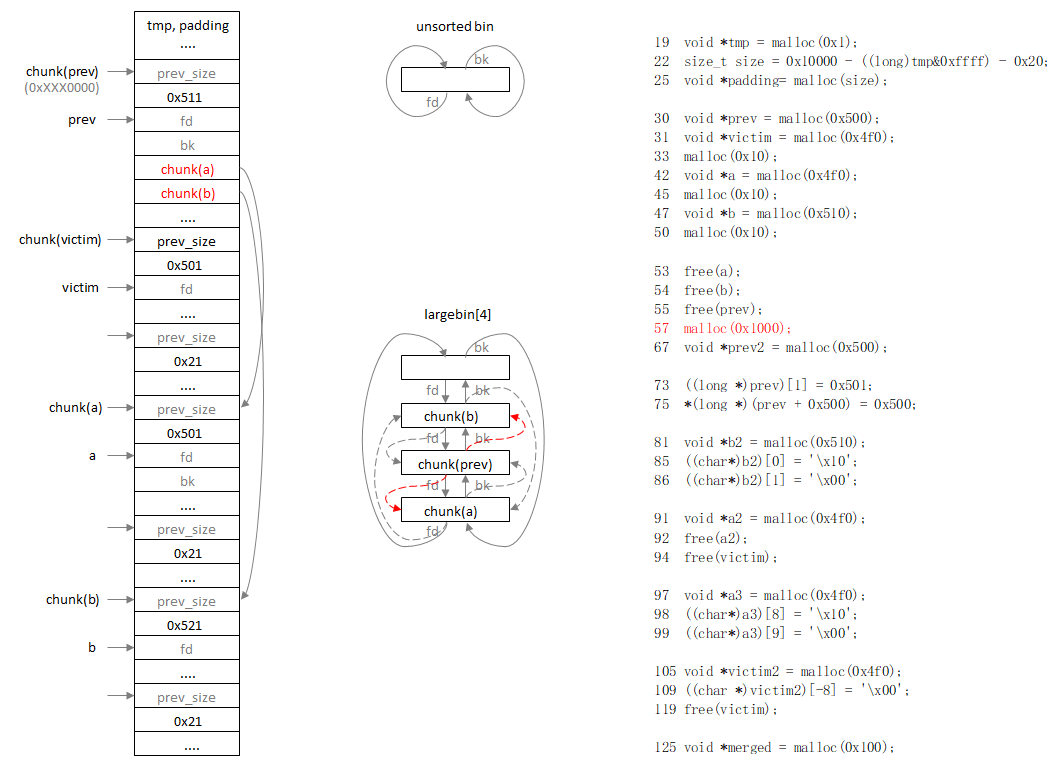 tmp, padding
....
chunk(prev)
(0xXXX0000)
prev_size
0x511
prev
fd
bk
chunk(a)
chunk(b)
....
chunk(victim)
prev_size
0x501
victim
fd
....
prev_size
0x21
....
chunk(a)
prev_size
0x501
a
fd
bk
....
prev_size
0x21
....
chunk(b)
prev_size
0x521
b
fd
....
prev_size
0x21
....
unsorted bin
bk
fd
largebin[4]
bk
fd
bk
chunk(b)
fd
bk
chunk(prev)
fd
bk
chunk(a)
fd
19 void *tmp = malloc(0x1);
22 size_t size = 0x10000 - ((long)tmp&0xffff) - 0x20;
25 void *padding= malloc(size);
30 void *prev = malloc(0x500);
31 void *victim = malloc(0x4f0);
33 malloc(0x10);
42 void *a = malloc(0x4f0);
45 malloc(0x10);
47 void *b = malloc(0x510);
50 malloc(0x10);
53 free(a);
54 free(b);
55 free(prev);
57 malloc(0x1000);
67 void *prev2 = malloc(0x500);
73 ((long *)prev)[1] = 0x501;
75 *(long *)(prev + 0x500) = 0x500;
81 void *b2 = malloc(0x510);
85 ((char*)b2)[0] = '\x10';
86 ((char*)b2)[1] = '\x00';
91 void *a2 = malloc(0x4f0);
92 free(a2);
94 free(victim);
97 void *a3 = malloc(0x4f0);
98 ((char*)a3)[8] = '\x10';
99 ((char*)a3)[9] = '\x00';
105 void *victim2 = malloc(0x4f0);
109 ((char *)victim2)[-8] = '\x00';
119 free(victim);
125 void *merged = malloc(0x100);